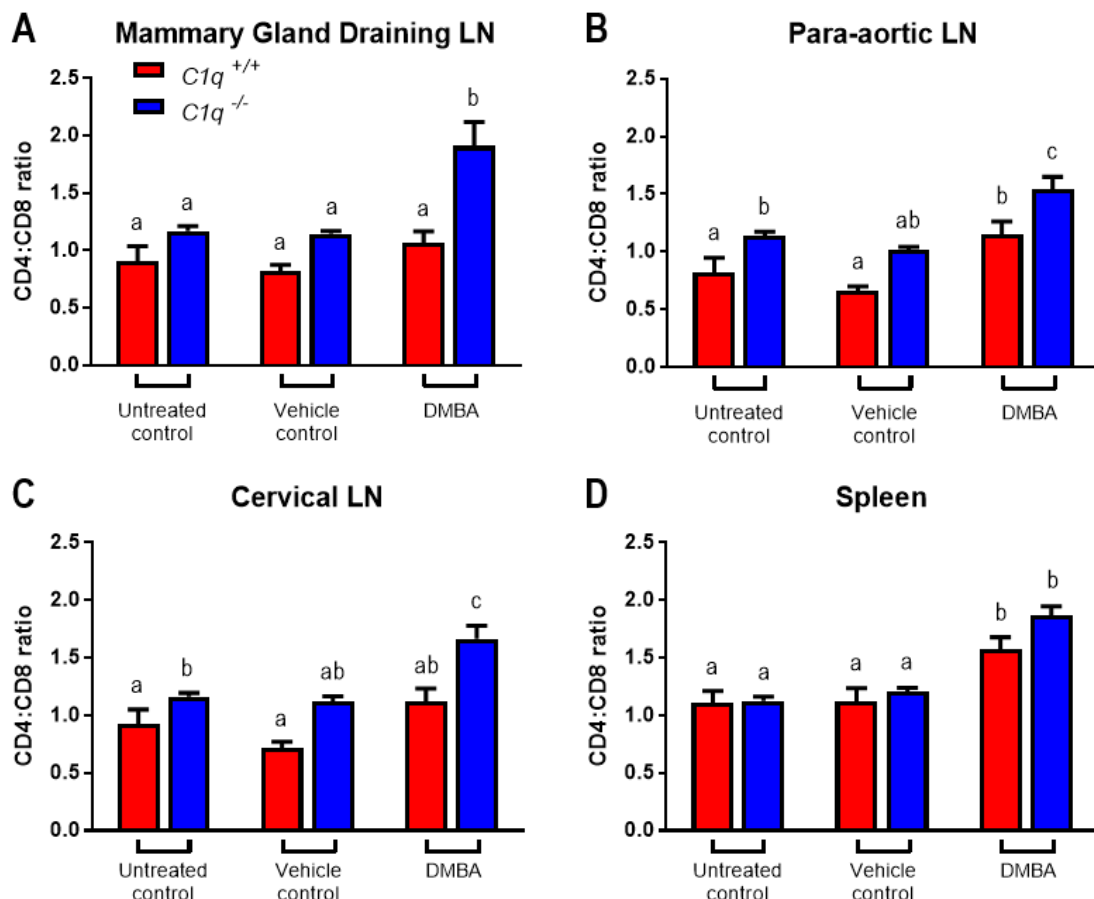 A
Mammary Gland Draining LN
C1q +/+
C1q -/-
CD4:CD8 ratio
2.5
2.0
1.5
1.0
0.5
0.0
a
a
a
a
a
b
Untreated control
Vehicle control
DMBA
B
Para-aortic LN
CD4:CD8 ratio
2.5
2.0
1.5
1.0
0.5
0.0
a
b
a
ab
b
c
Untreated control
Vehicle control
DMBA
C
Cervical LN
CD4:CD8 ratio
2.5
2.0
1.5
1.0
0.5
0.0
a
b
a
ab
ab
c
Untreated control
Vehicle control
DMBA
D
Spleen
CD4:CD8 ratio
2.5
2.0
1.5
1.0
0.5
0.0
a
a
a
a
b
b
Untreated control
Vehicle control
DMBA